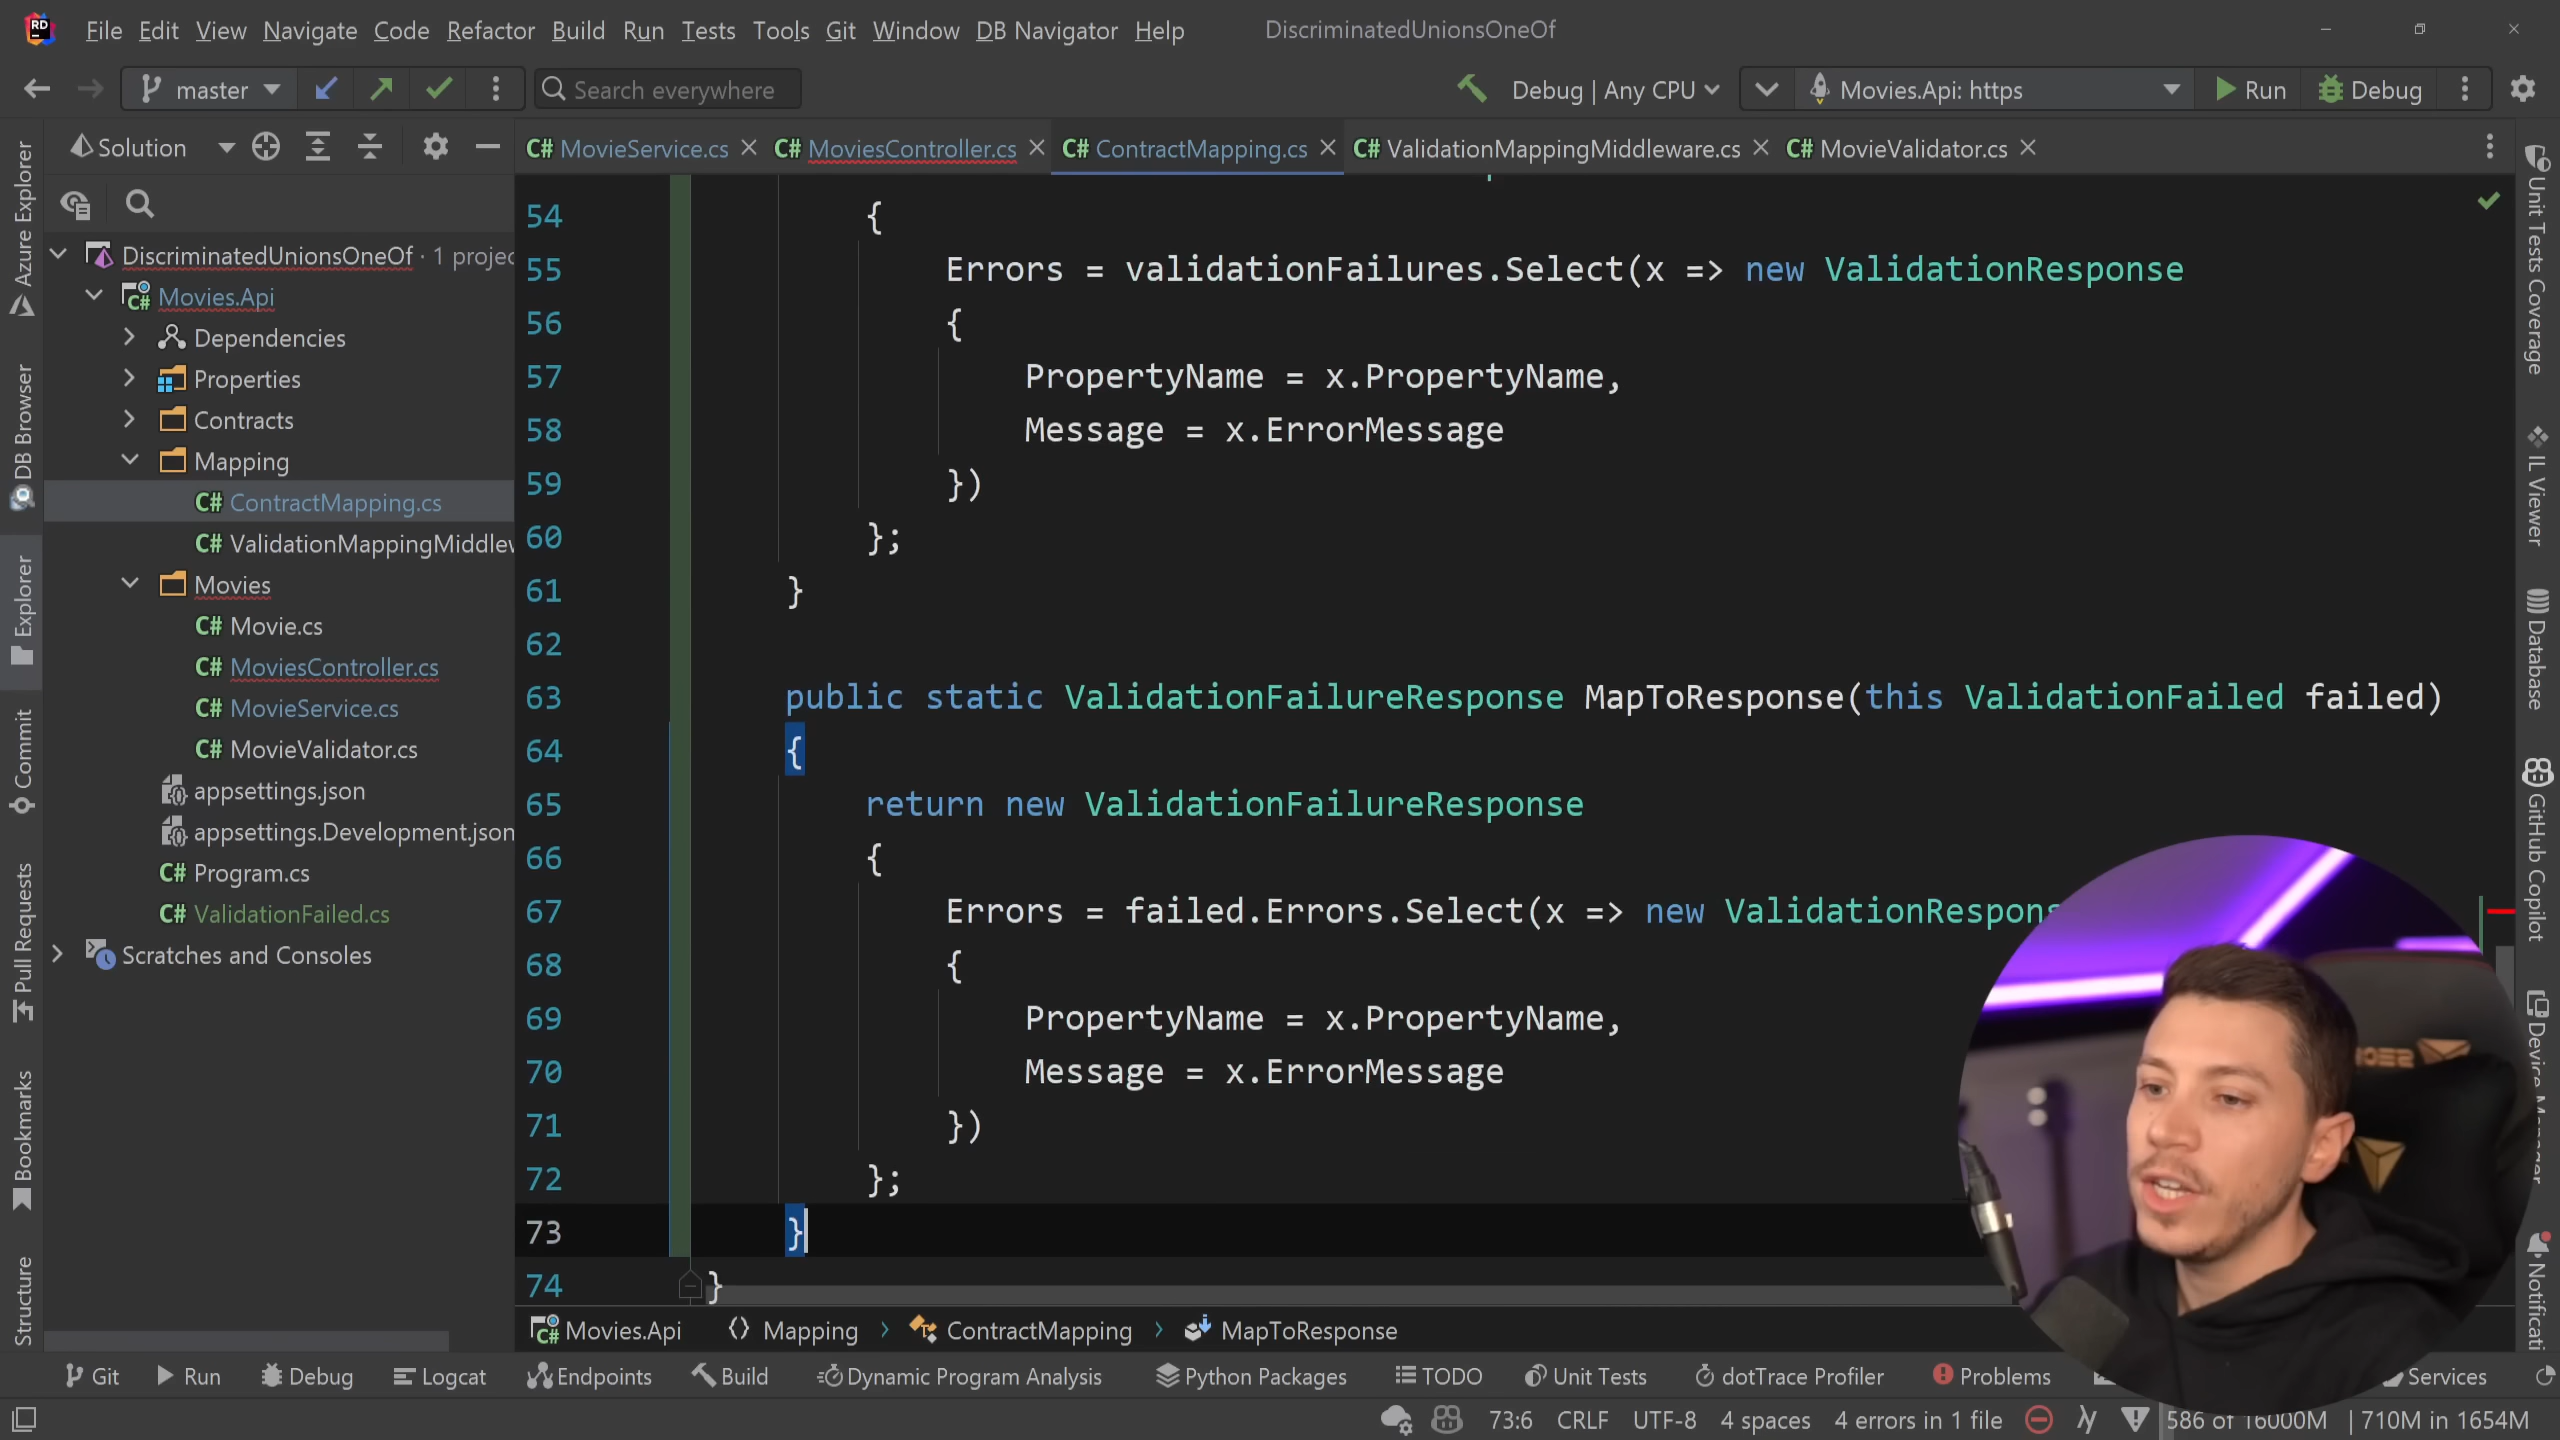 File Edit View Navigate Code Refactor Build Run Tests Tools Git Window DB Navigator Help DiscriminatedUnionsOneOf
master Search everywhere Debug | Any CPU Movies.Api: https Run Debug
Solution
C# MovieService.cs C# MoviesController.cs C# ContractMapping.cs C# ValidationMappingMiddleware.cs C# MovieValidator.cs
Azure Explorer
DB Browser
Explorer
Commit
Pull Requests
Bookmarks
Structure
DiscriminatedUnionsOneOf · 1 projec
Movies.Api
Dependencies
Properties
Contracts
Mapping
C# ContractMapping.cs
C# ValidationMappingMiddlew
Movies
C# Movie.cs
C# MoviesController.cs
C# MovieService.cs
C# MovieValidator.cs
appsettings.json
appsettings.Development.json
C# Program.cs
C# ValidationFailed.cs
Scratches and Consoles
54 {
55 Errors = validationFailures.Select(x => new ValidationResponse
56 {
57 PropertyName = x.PropertyName,
58 Message = x.ErrorMessage
59 })
60 };
61 }
62
63 public static ValidationFailureResponse MapToResponse(this ValidationFailed failed)
64 {
65 return new ValidationFailureResponse
66 {
67 Errors = failed.Errors.Select(x => new ValidationRespons
68 {
69 PropertyName = x.PropertyName,
70 Message = x.ErrorMessage
71 })
72 };
73 }
74 }
Unit Tests Coverage
IL Viewer
Database
GitHub Copilot
Device Manager
Notificati
Movies.Api Mapping ContractMapping MapToResponse
Git Run Debug Logcat Endpoints Build Dynamic Program Analysis Python Packages TODO Unit Tests dotTrace Profiler Problems Services
73:6 CRLF UTF-8 4 spaces 4 errors in 1 file 586 of 16000M 710M in 1654M